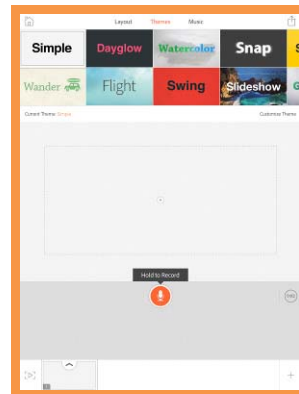 Layout Themes Music
Simple Dayglow Watercolor Snap S
Wander Flight Swing Slideshow G
Current Theme: Simple Customize Theme
Hold to Record